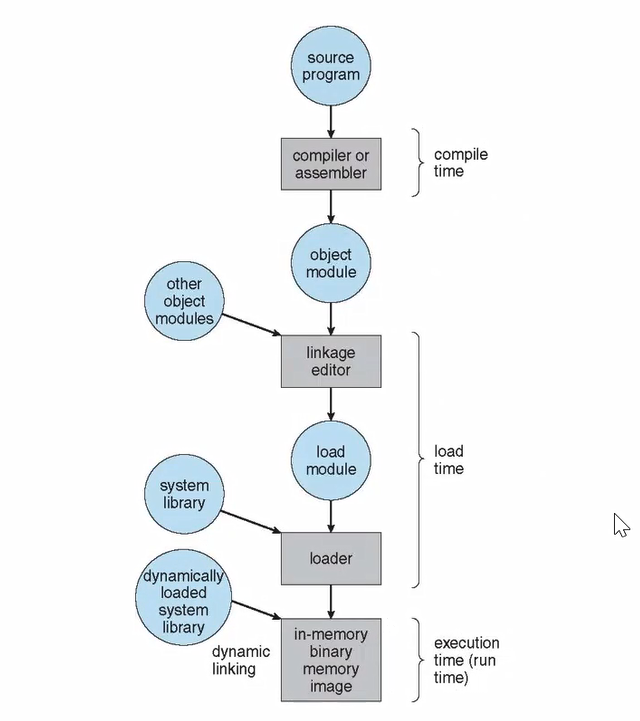 source
program
compiler or
assembler
compile
time
object
module
other
object
modules
linkage
editor
load
module
load
time
system
library
loader
dynamically
loaded
system
library
dynamic
linking
in-memory
binary
memory
image
execution
time (run
time)